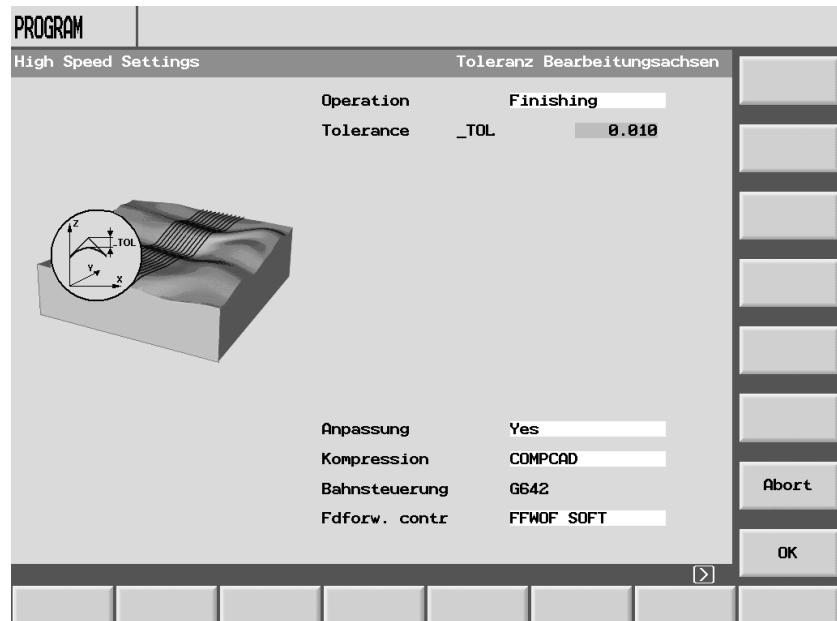 PROGRAM
High Speed Settings Toleranz Bearbeitungsachsen
Operation Finishing
Tolerance _TOL 0.010
Z
_TOL
Y
X
Anpassung Yes
Kompression COMPCAD
Bahnsteuerung G642
Fdforw. contr FFWOF SOFT
Abort
OK